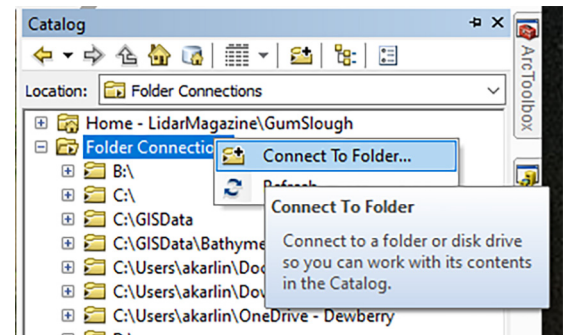 Catalog
ArcToolbox
Location:
Folder Connections
Home - LidarMagazine\GumSlough
Folder Connectio
Connect To Folder...
B:\
C:\
Refresh
C:\GISData
Connect To Folder
C:\GISData\Bathyme
Connect to a folder or disk drive
C:\Users\akarlin\Doc
so you can work with its contents
C:\Users\akarlin\Dov
in the Catalog.
C:\Users\akarlin\OneDrive - Dewberry